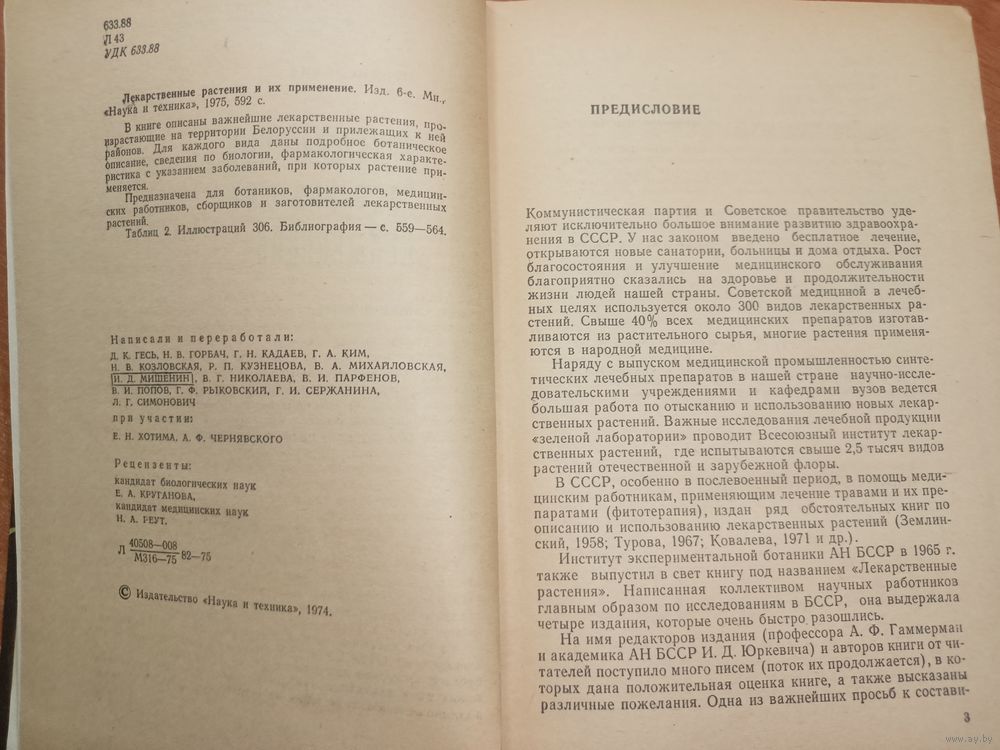 633.88
Л 43
УДК 633.88
Лекарственные растения и их применение. Изд. 6-е. Мн.,
«Наука и техника», 1975, 592 с.
В книге описаны важнейшие лекарственные растения, про-
израстающие на территории Белоруссии и прилежащих к ней
районов. Для каждого вида даны подробное ботаническое
описание, сведения по биологии, фармакологическая характе-
ристика с указанием заболеваний, при которых растение при-
меняется.
Предназначена для ботаников, фармакологов, медицин-
ских работников, сборщиков и заготовителей лекарственных
растений.
Таблиц 2. Иллюстраций 306. Библиография — с. 559—564.
Написали и переработали:
Д. К. ГЕСЬ, Н. В. ГОРБАЧ, Г. Н. КАДАЕВ, Г. А. КИМ,
Н. В. КОЗЛОВСКАЯ, Р. П. КУЗНЕЦОВА, В. А. МИХАЙЛОВСКАЯ,
И. Д. МИШЕНИН, В. Г. НИКОЛАЕВА, В. И. ПАРФЕНОВ,
В. И. ПОПОВ, Г. Ф. РЫКОВСКИЙ, Г. И. СЕРЖАНИНА,
Л. Г. СИМОНОВИЧ
при участии:
Е. Н. ХОТИМА, А. Ф. ЧЕРНЯВСКОГО
Рецензенты:
кандидат биологических наук
Е. А. КРУГАНОВА,
кандидат медицинских наук
Н. А. РЕУТ.
Л 40508—008
М316—75 82—75
© Издательство «Наука и техника», 1974.
ПРЕДИСЛОВИЕ
Коммунистическая партия и Советское правительство уде-
ляют исключительно большое внимание развитию здравоохра-
нения в СССР. У нас законом введено бесплатное лечение,
открываются новые санатории, больницы и дома отдыха. Рост
благосостояния и улучшение медицинского обслуживания
благоприятно сказались на здоровье и продолжительности
жизни людей нашей страны. Советской медициной в лечеб-
ных целях используется около 300 видов лекарственных ра-
стений. Свыше 40% всех медицинских препаратов изготав-
ливаются из растительного сырья, многие растения применя-
ются в народной медицине.
Наряду с выпуском медицинской промышленностью синте-
тических лечебных препаратов в нашей стране научно-иссле-
довательскими учреждениями и кафедрами вузов ведется
большая работа по отысканию и использованию новых лекар-
ственных растений. Важные исследования лечебной продукции
«зеленой лаборатории» проводит Всесоюзный институт лекар-
ственных растений, где испытываются свыше 2,5 тысяч видов
растений отечественной и зарубежной флоры.
В СССР, особенно в послевоенный период, в помощь меди-
цинским работникам, применяющим лечение травами и их пре-
паратами (фитотерапия), издан ряд обстоятельных книг по
описанию и использованию лекарственных растений (Землин-
ский, 1958; Турова, 1967; Ковалева, 1971 и др.).
Институт экспериментальной ботаники АН БССР в 1965 г.
также выпустил в свет книгу под названием «Лекарственные
растения». Написанная коллективом научных работников
главным образом по исследованиям в БССР, она выдержала
четыре издания, которые очень быстро разошлись.
На имя редакторов издания (профессора А. Ф. Гаммерман
и академика АН БССР И. Д. Юркевича) и авторов книги от чи-
тателей поступило много писем (поток их продолжается), в ко-
торых дана положительная оценка книге, а также высказаны
различные пожелания. Одна из важнейших просьб к состави-
3
www.ay.by